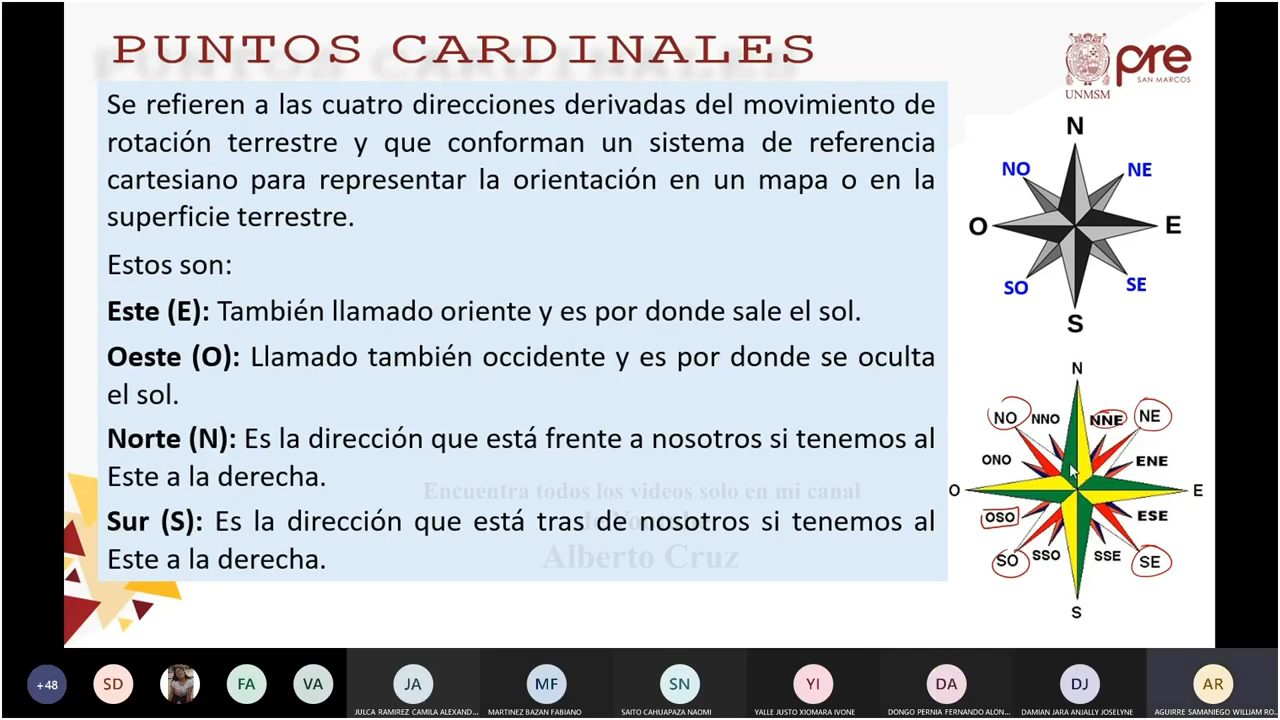 PUNTOS CARDINALES
pre
SAN MARCOS
UNMSM
Se refieren a las cuatro direcciones derivadas del movimiento de
rotación terrestre y que conforman un sistema de referencia
cartesiano para representar la orientación en un mapa o en la
superficie terrestre.
Estos son:
Este (E): También llamado oriente y es por donde sale el sol.
Oeste (O): Llamado también occidente y es por donde se oculta
el sol.
Norte (N): Es la dirección que está frente a nosotros si tenemos al
Este a la derecha.
Sur (S): Es la dirección que está tras de nosotros si tenemos al
Este a la derecha.
Encuentra todos los videos solo en mi canal
Alberto Cruz
N
NO NE
O E
SO SE
S
N
NO NNO NNE NE
ONO ENE
O E
OSO ESE
SO SSO SSE SE
S
+48 SD FA VA JA MF SN YI DA DJ AR
JULCA RAMIREZ CAMILA ALEXAND... MARTINEZ BAZAN FABIANO SAITO CAHUAPAZA NAOMI YALLE JUSTO XIOMARA IVONE DONGO PERNIA FERNANDO ALON... DAMIAN JARA ANJALLY JOSELYNE AGUIRRE SAMANIEGO WILLIAM RO...